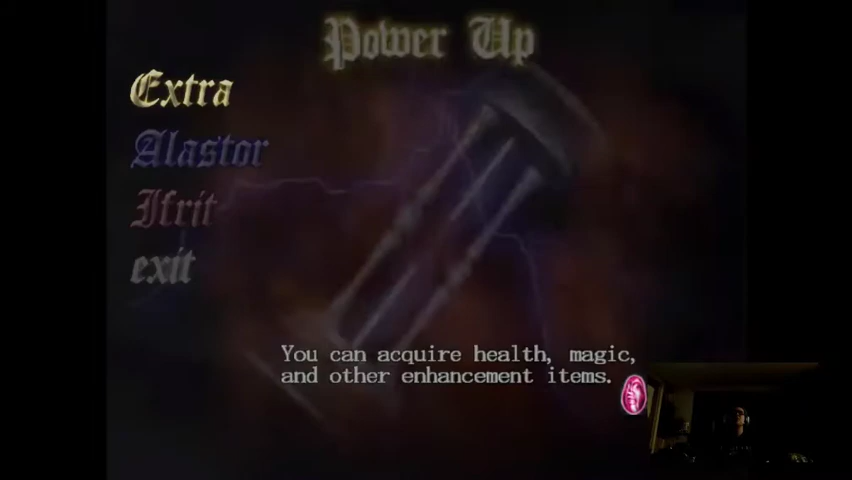 Power Up
Extra
Alastor
Ifrit
exit
You can acquire health, magic,
and other enhancement items.